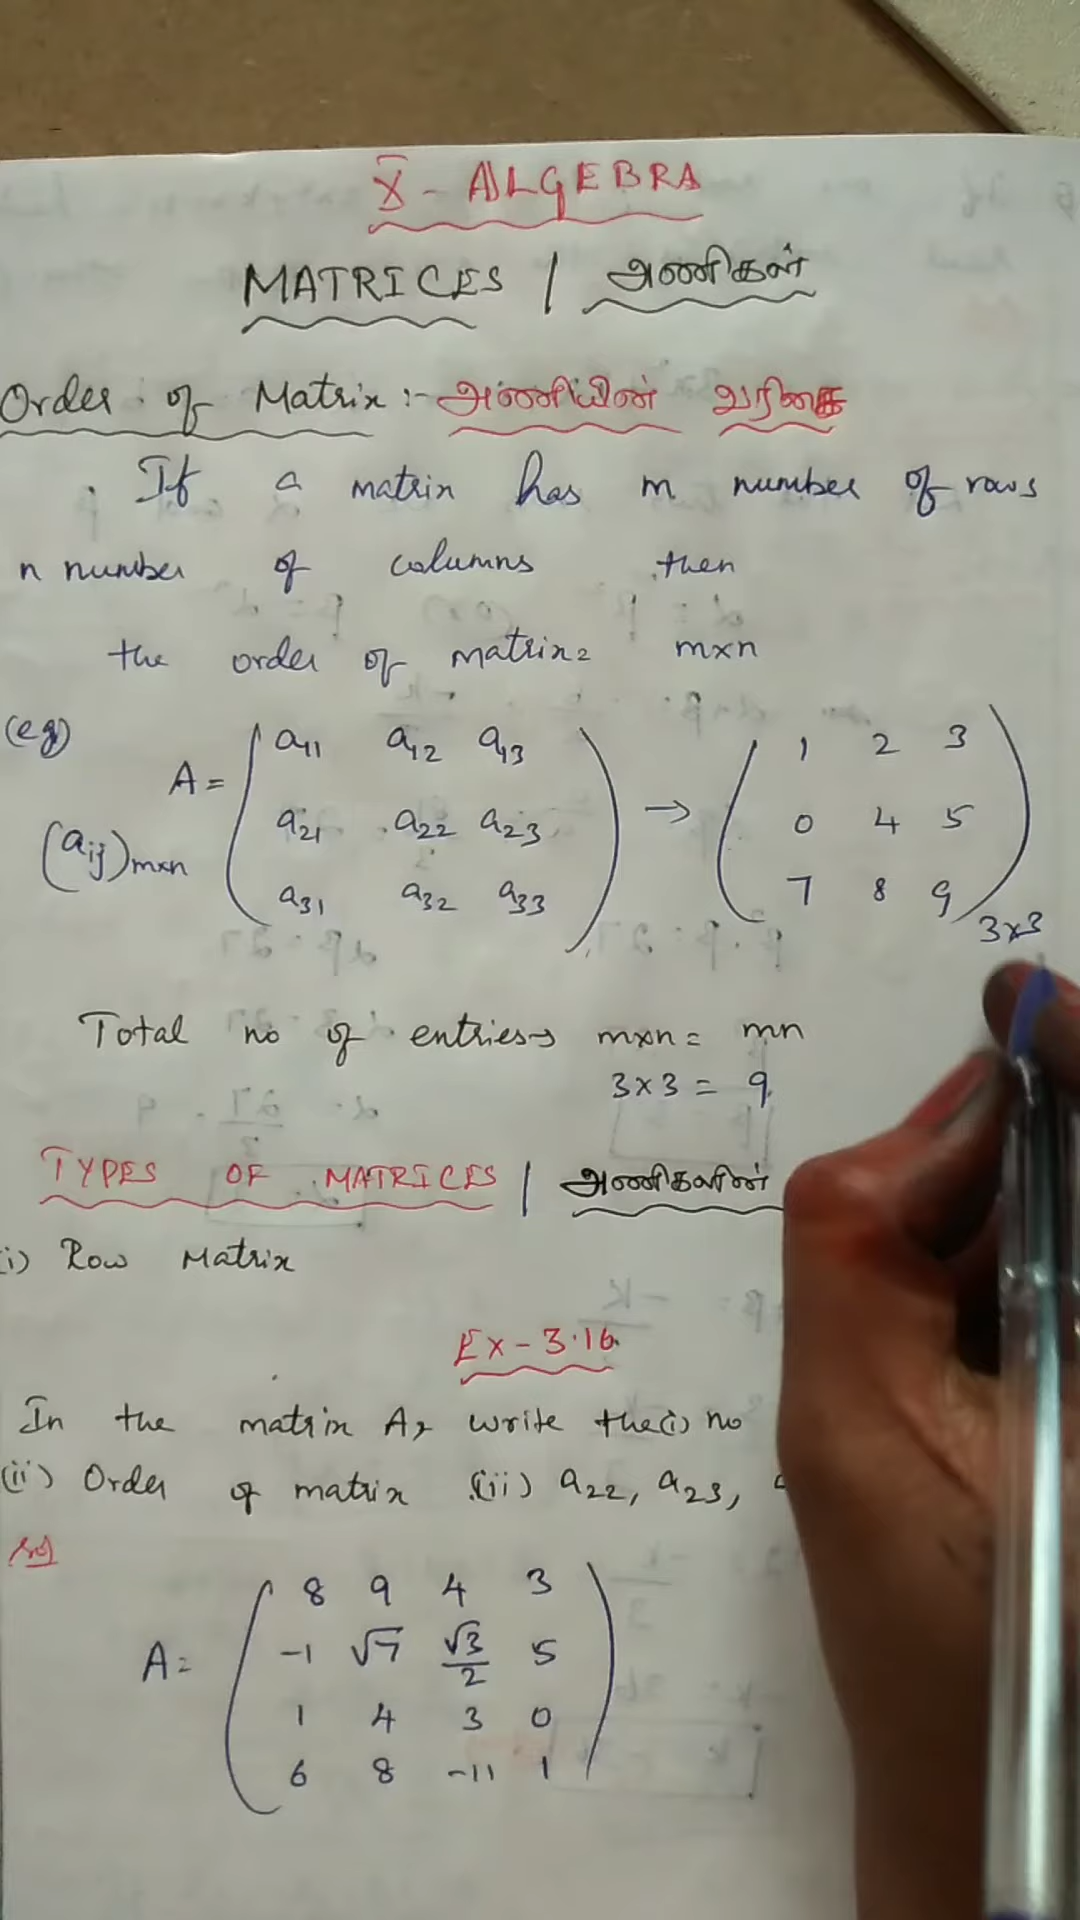 X - ALGEBRA
MATRICES | அணிகள்
Order of Matrix :- அணியின் வரிசை
If a matrix has m number of rows
n number of columns then
the order of matrix = m×n
(eg)
A = ( a11 a12 a13
a21 a22 a23
a31 a32 a33 )
(aij)m×n
→ ( 1 2 3
0 4 5
7 8 9 ) 3×3
Total no of entries → m×n = mn
3×3 = 9
TYPES OF MATRICES | அணிகளின்
(i) Row Matrix
Ex - 3.16
In the matrix A, write the (i) no
(ii) Order of matrix (iii) a22, a23,
A = ( 8 9 4 3
-1 √7 √3/2 5
1 4 3 0
6 8 -11 1 )